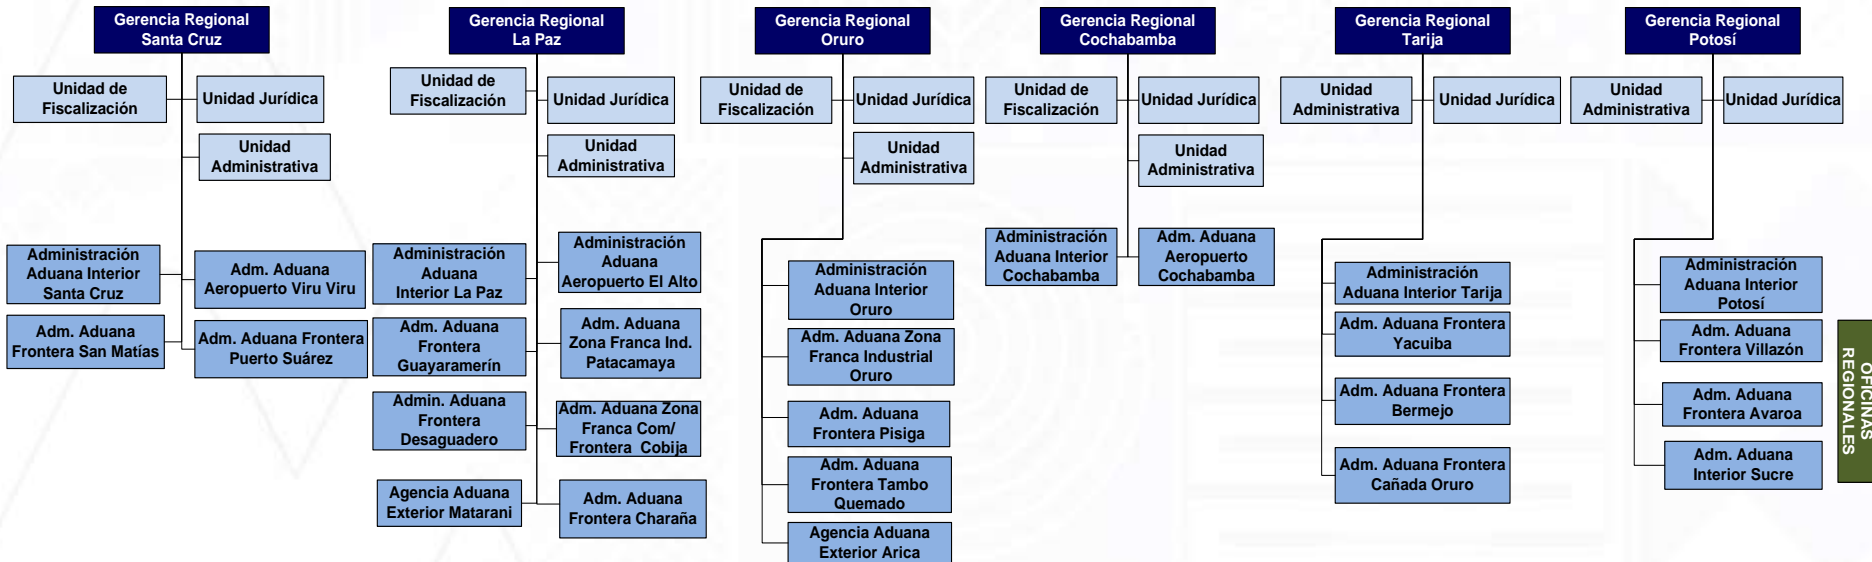 Gerencia Regional
Santa Cruz
Unidad de
Fiscalización
Unidad Jurídica
Unidad
Administrativa
Administración
Aduana Interior
Santa Cruz
Adm. Aduana
Aeropuerto Viru Viru
Adm. Aduana
Frontera San Matías
Adm. Aduana Frontera
Puerto Suárez
Gerencia Regional
La Paz
Unidad de
Fiscalización
Unidad Jurídica
Unidad
Administrativa
Administración
Aduana
Interior La Paz
Administración
Aduana
Aeropuerto El Alto
Adm. Aduana
Frontera
Guayaramerín
Adm. Aduana
Zona Franca Ind.
Patacamaya
Admin. Aduana
Frontera
Desaguadero
Adm. Aduana Zona
Franca Com/
Frontera Cobija
Agencia Aduana
Exterior Matarani
Adm. Aduana
Frontera Charaña
Gerencia Regional
Oruro
Unidad de
Fiscalización
Unidad Jurídica
Unidad
Administrativa
Administración
Aduana Interior
Oruro
Adm. Aduana Zona
Franca Industrial
Oruro
Adm. Aduana
Frontera Pisiga
Adm. Aduana
Frontera Tambo
Quemado
Agencia Aduana
Exterior Arica
Gerencia Regional
Cochabamba
Unidad de
Fiscalización
Unidad Jurídica
Unidad
Administrativa
Administración
Aduana Interior
Cochabamba
Adm. Aduana
Aeropuerto
Cochabamba
Gerencia Regional
Tarija
Unidad
Administrativa
Unidad Jurídica
Administración
Aduana Interior Tarija
Adm. Aduana Frontera
Yacuiba
Adm. Aduana Frontera
Bermejo
Adm. Aduana Frontera
Cañada Oruro
Gerencia Regional
Potosí
Unidad
Administrativa
Unidad Jurídica
Administración
Aduana Interior
Potosí
Adm. Aduana
Frontera Villazón
Adm. Aduana
Frontera Avaroa
Adm. Aduana
Interior Sucre
OFICINAS
REGIONALES